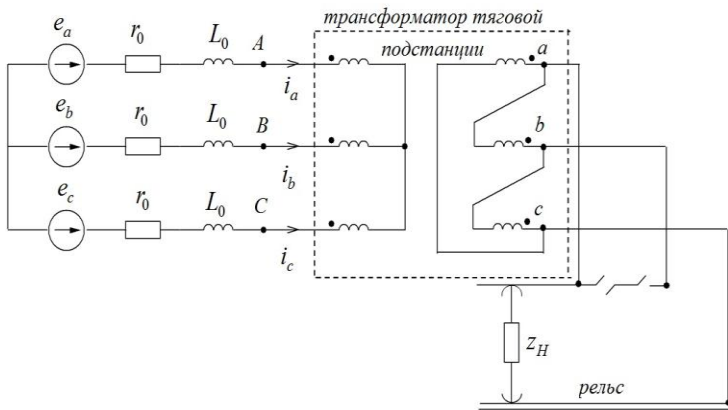 трансформатор тяговой
подстанции
e_a r_0 L_0 A i_a a
e_b r_0 L_0 B i_b b
e_c r_0 L_0 C i_c c
z_H
рельс